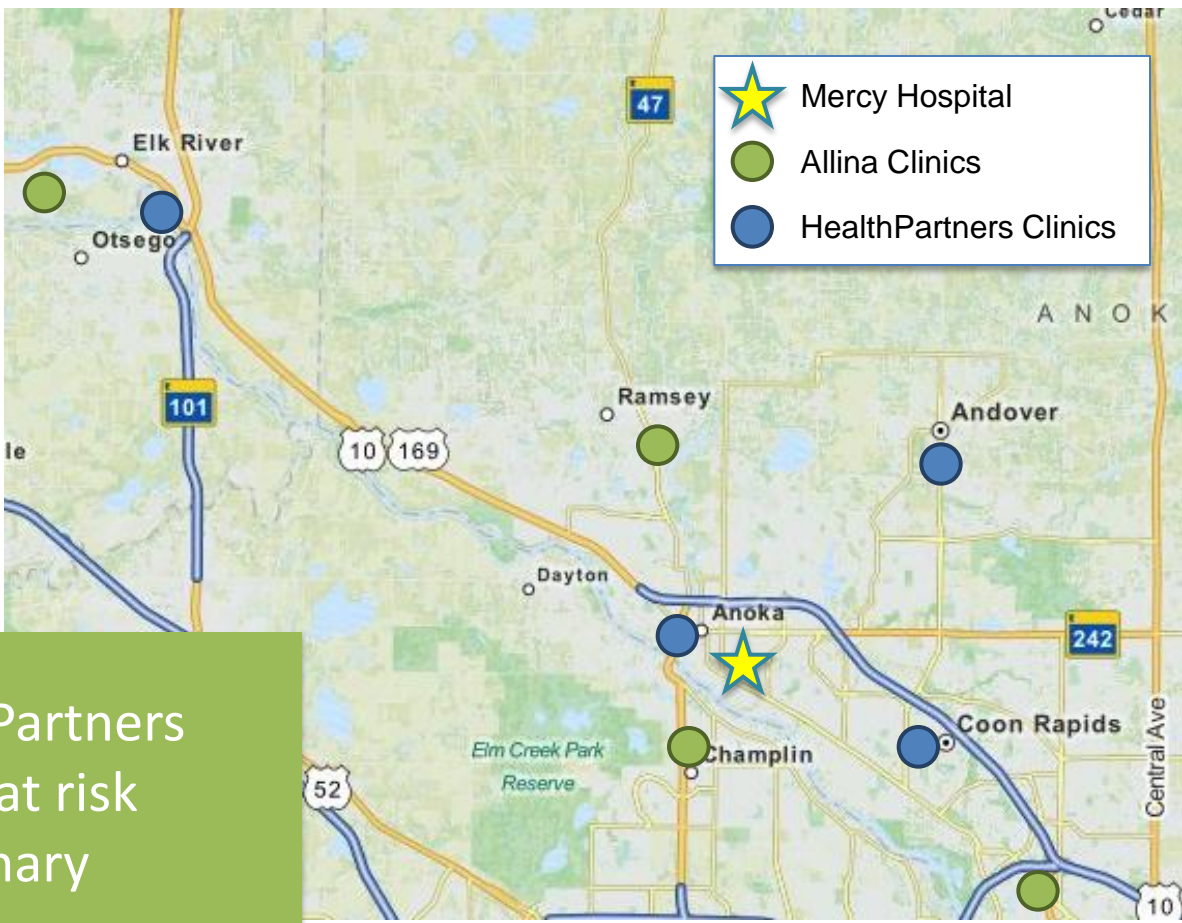 Cedar
47
Mercy Hospital
Elk River
Allina Clinics
HealthPartners Clinics
Otsego
A N O K
101
Ramsey
Andover
le
10 169
Dayton
Anoka
242
Partners
at risk
nary
Elm Creek Park
Reserve
Champlin
Coon Rapids
Central Ave
52
10